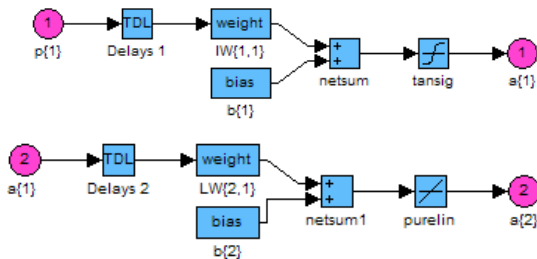 1 TDL weight + + 1
p{1} Delays 1 IW{1,1} netsum tansig a{1}
bias
b{1}
2 TDL weight + + 2
a{1} Delays 2 LW{2,1} netsum1 purelin a{2}
bias
b{2}